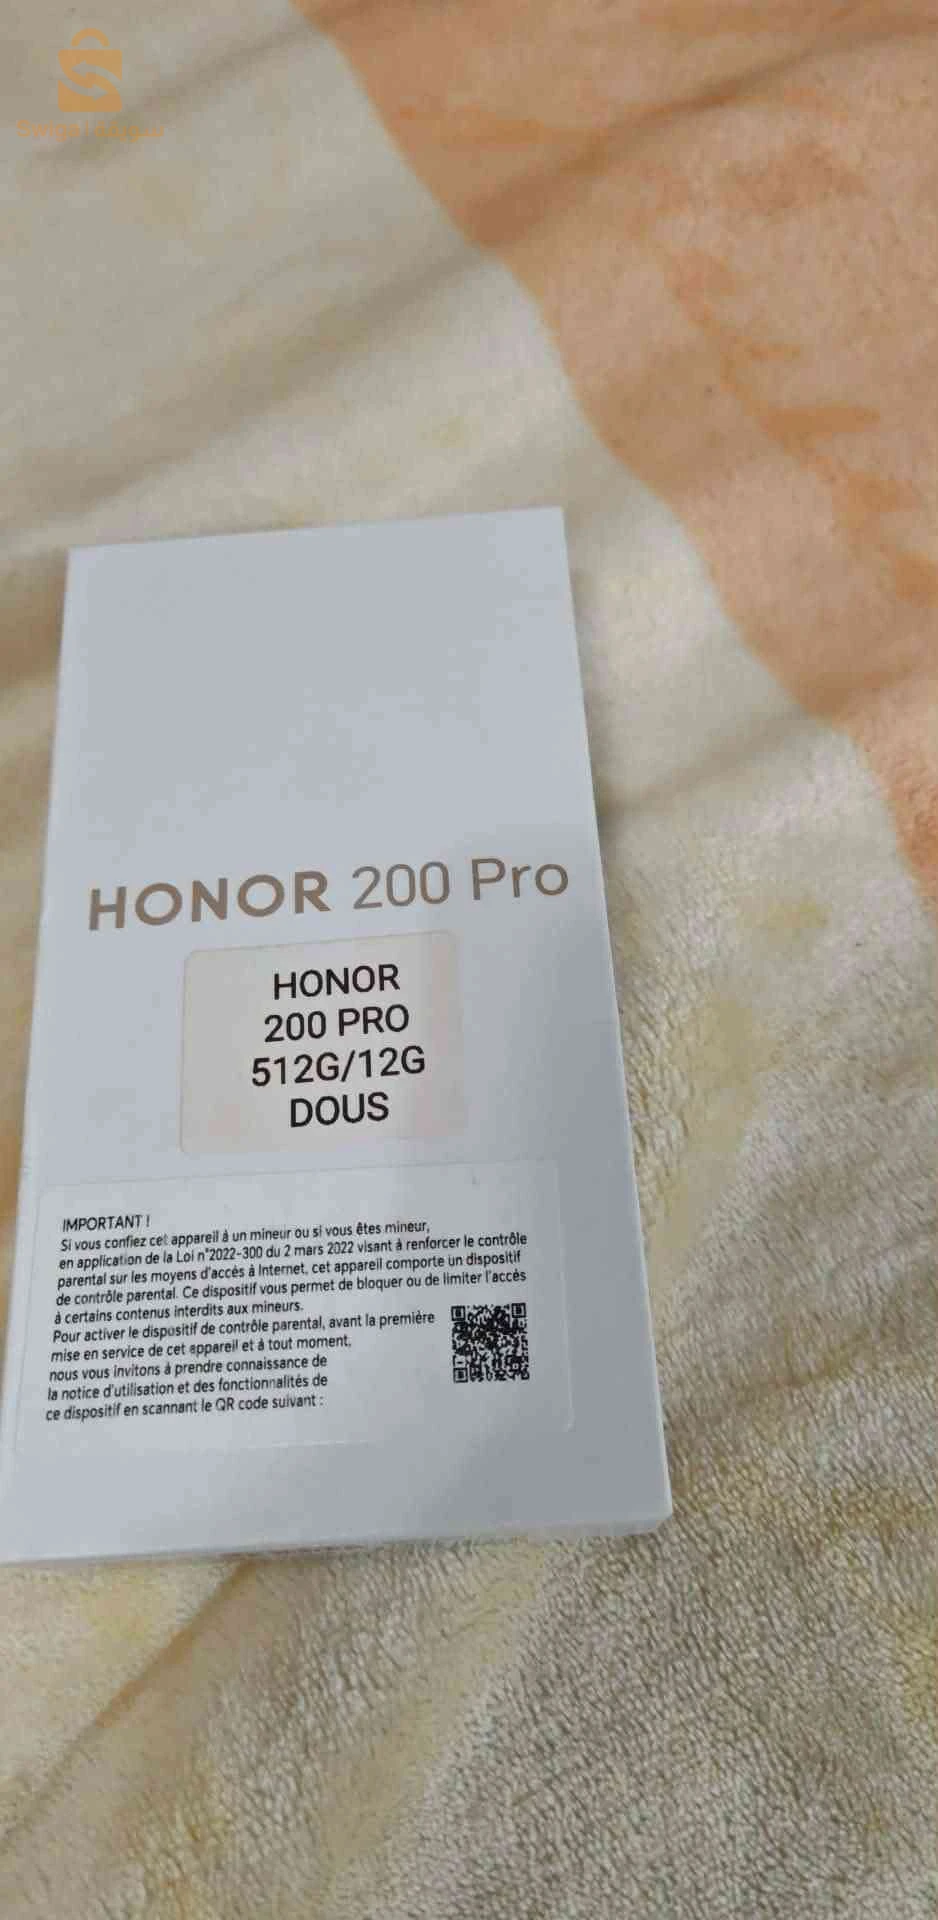 HONOR 200 Pro
HONOR
200 PRO
512G/12G
DOUS
IMPORTANT !
Si vous confiez cet appareil à un mineur ou si vous êtes mineur,
en application de la Loi n°2022-300 du 2 mars 2022 visant à renforcer le contrôle
parental sur les moyens d'accès à Internet, cet appareil comporte un dispositif
de contrôle parental. Ce dispositif vous permet de bloquer ou de limiter l'accès
à certains contenus interdits aux mineurs.
Pour activer le dispositif de contrôle parental, avant la première
mise en service de cet appareil et à tout moment,
nous vous invitons à prendre connaissance de
la notice d'utilisation et des fonctionnalités de
ce dispositif en scannant le QR code suivant :